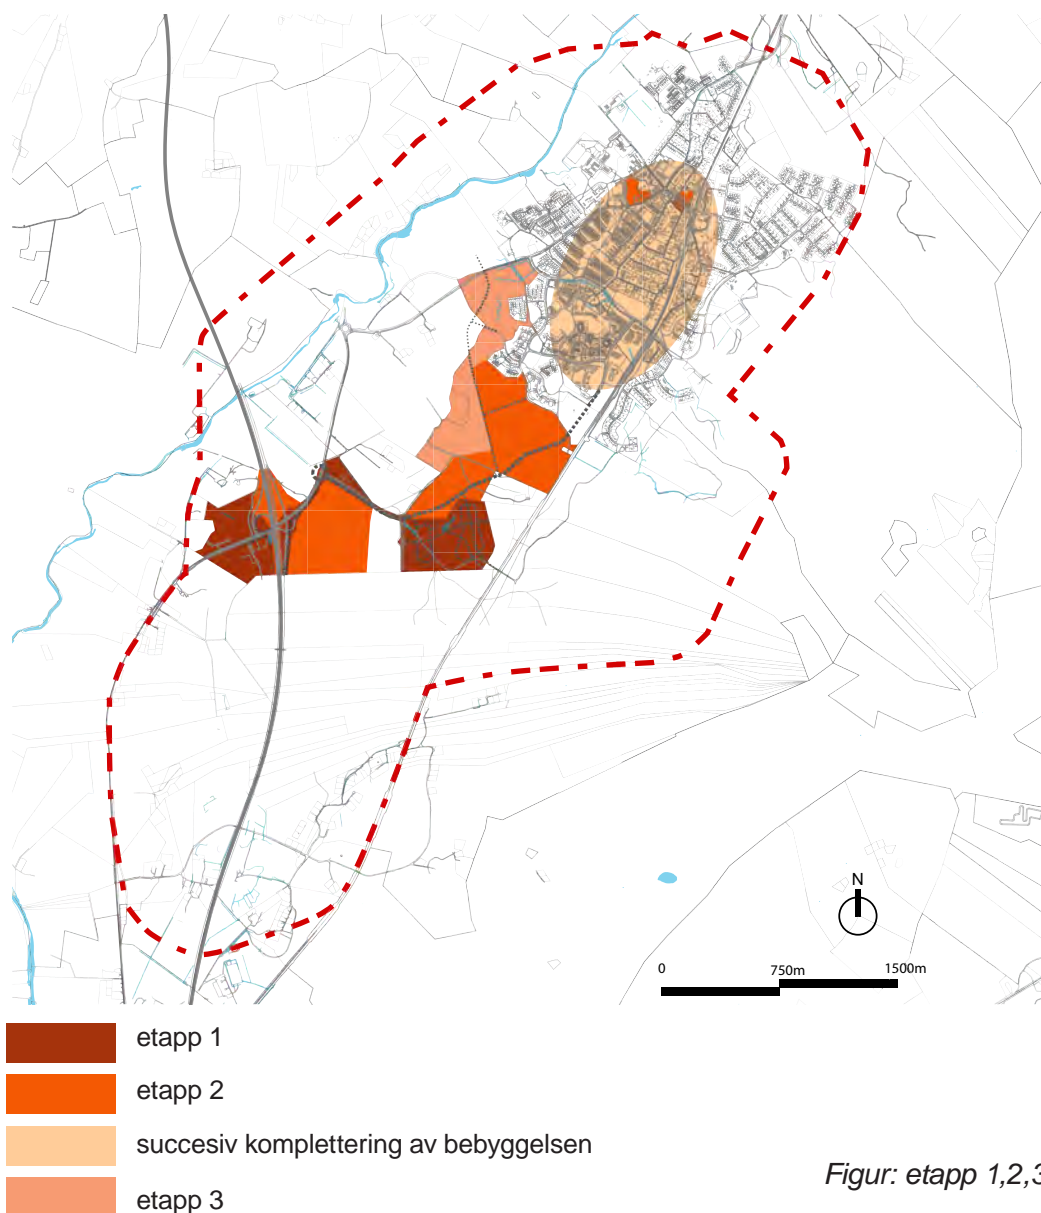 N
0 750m 1500m
etapp 1
etapp 2
succesiv komplettering av bebyggelsen
etapp 3
Figur: etapp 1,2,3